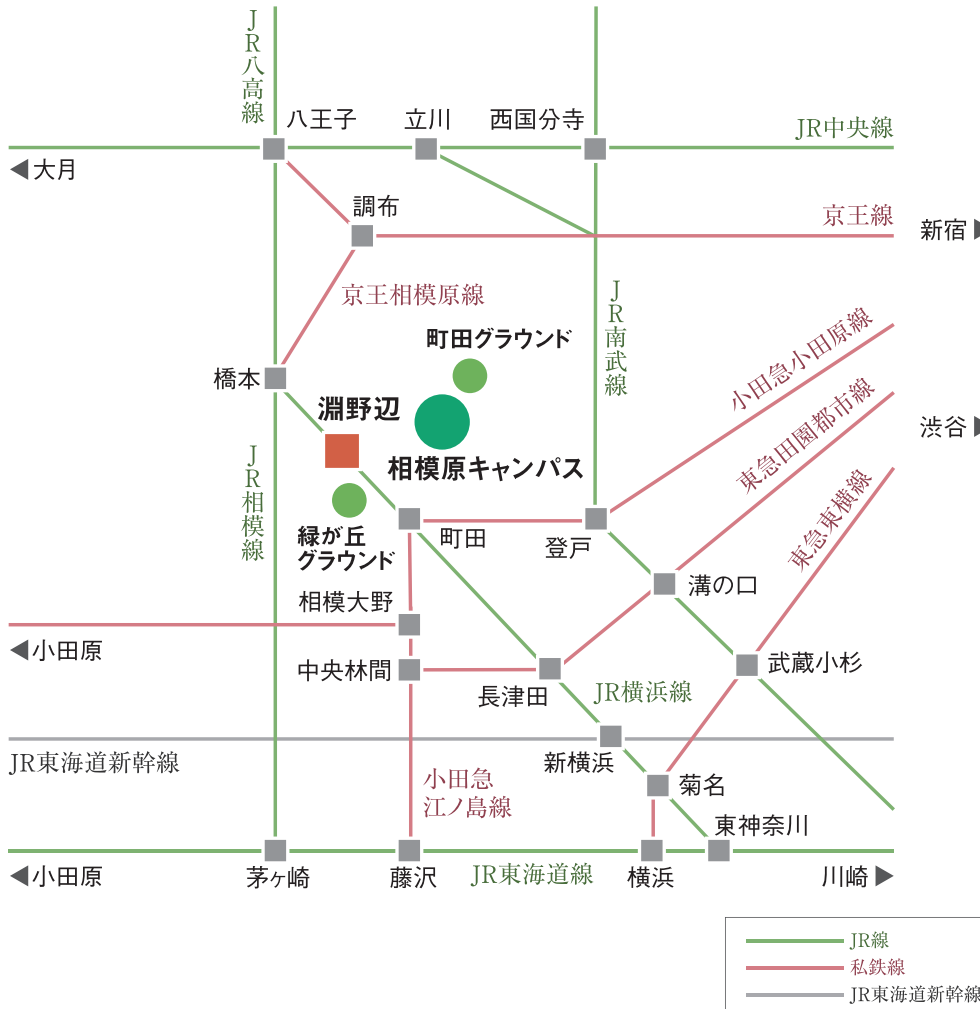 JR八高線
八王子
立川
西国分寺
JR中央線
◀大月
調布
京王線
新宿▶
京王相模原線
JR南武線
町田グラウンド
小田急小田原線
橋本
淵野辺
東急田園都市線
渋谷▶
相模原キャンパス
JR相模線
東急東横線
緑が丘
グラウンド
町田
登戸
溝の口
相模大野
◀小田原
中央林間
武蔵小杉
長津田
JR横浜線
JR東海道新幹線
新横浜
小田急
江ノ島線
菊名
東神奈川
◀小田原
茅ヶ崎
藤沢
JR東海道線
横浜
川崎▶
JR線
私鉄線
JR東海道新幹線